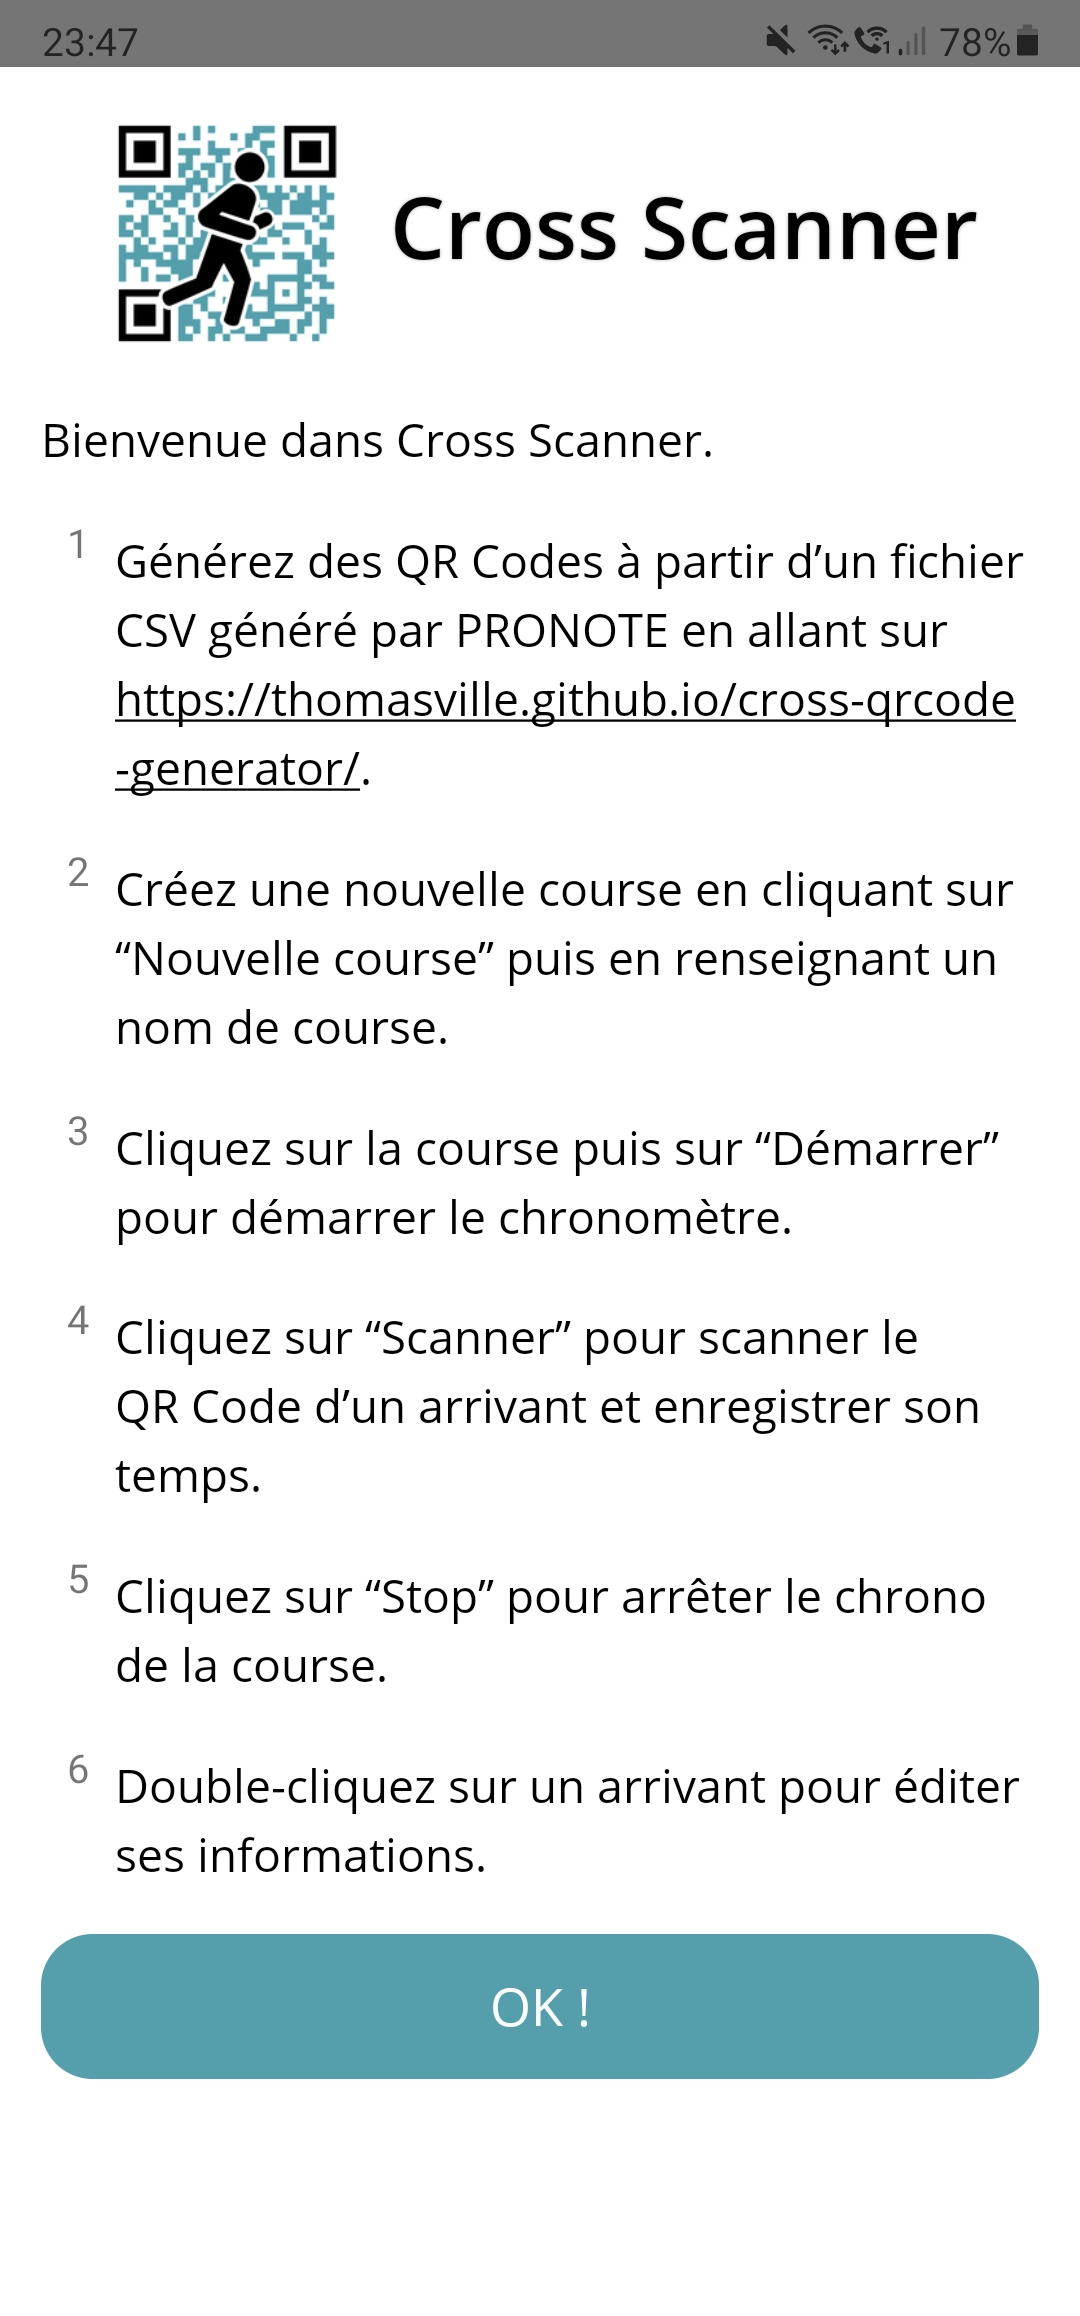 23:47
78%
Cross Scanner
Bienvenue dans Cross Scanner.
1 Générez des QR Codes à partir d’un fichier
CSV généré par PRONOTE en allant sur
https://thomasville.github.io/cross-qrcode
-generator/.
2 Créez une nouvelle course en cliquant sur
“Nouvelle course” puis en renseignant un
nom de course.
3 Cliquez sur la course puis sur “Démarrer”
pour démarrer le chronomètre.
4 Cliquez sur “Scanner” pour scanner le
QR Code d’un arrivant et enregistrer son
temps.
5 Cliquez sur “Stop” pour arrêter le chrono
de la course.
6 Double-cliquez sur un arrivant pour éditer
ses informations.
OK !